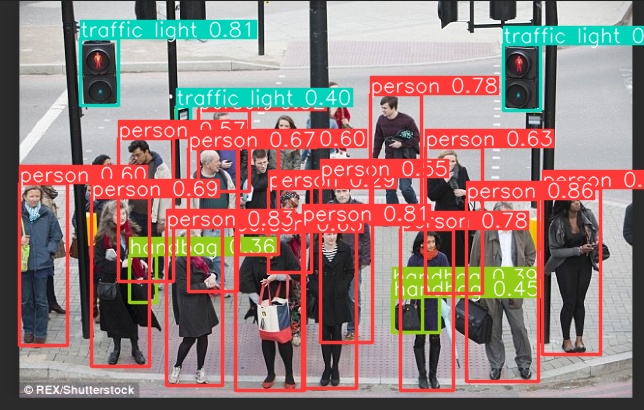 traffic light 0.81
traffic light 0
traffic light 0.40
person 0.78
person 0.57
person 0.67
0.60
person 0.63
person 0.60
person 0.69
person 0.55
person 0.86
person 0.83
person 0.81
person 0.78
handbag 0.36
handbag 0.39
handbag 0.45
© REX/Shutterstock